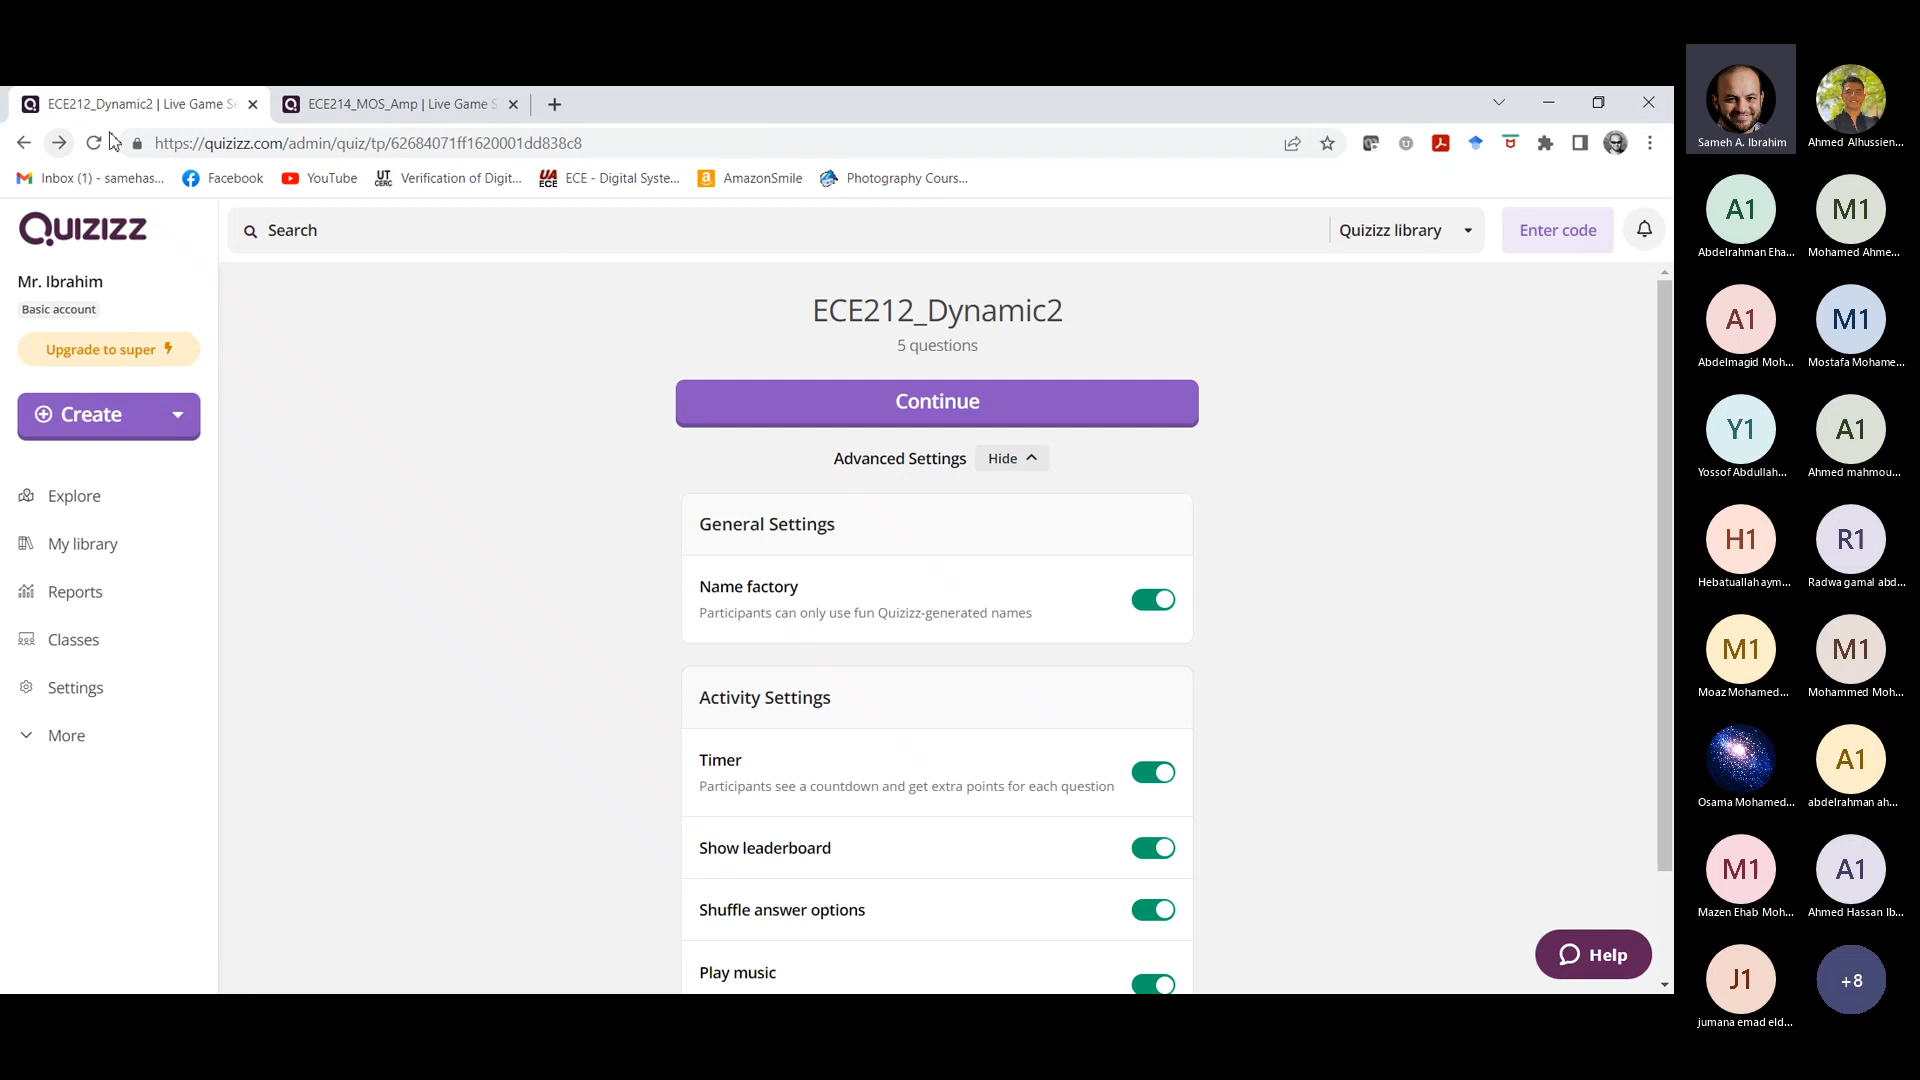 ECE212_Dynamic2 | Live Game Se
ECE214_MOS_Amp | Live Game S
https://quizizz.com/admin/quiz/tp/62684071ff1620001dd838c8
Inbox (1) - samehas...
Facebook
YouTube
UT CERC
Verification of Digit...
UA ECE
ECE - Digital Syste...
AmazonSmile
Photography Cours...
QUIZIZZ
Search
Quizizz library
Enter code
Mr. Ibrahim
Basic account
Upgrade to super
Create
Explore
My library
Reports
Classes
Settings
More
ECE212_Dynamic2
5 questions
Continue
Advanced Settings Hide
General Settings
Name factory
Participants can only use fun Quizizz-generated names
Activity Settings
Timer
Participants see a countdown and get extra points for each question
Show leaderboard
Shuffle answer options
Play music
Help
Sameh A. Ibrahim
Ahmed Alhussien...
A1
Abdelrahman Eha...
M1
Mohamed Ahme...
A1
Abdelmagid Moh...
M1
Mostafa Mohame...
Y1
Yossof Abdullah...
A1
Ahmed mahmou...
H1
Hebatuallah aym...
R1
Radwa gamal abd...
M1
Moaz Mohamed...
M1
Mohammed Moh...
Osama Mohamed...
A1
abdelrahman ah...
M1
Mazen Ehab Moh...
A1
Ahmed Hassan Ib...
J1
jumana emad eld...
+8